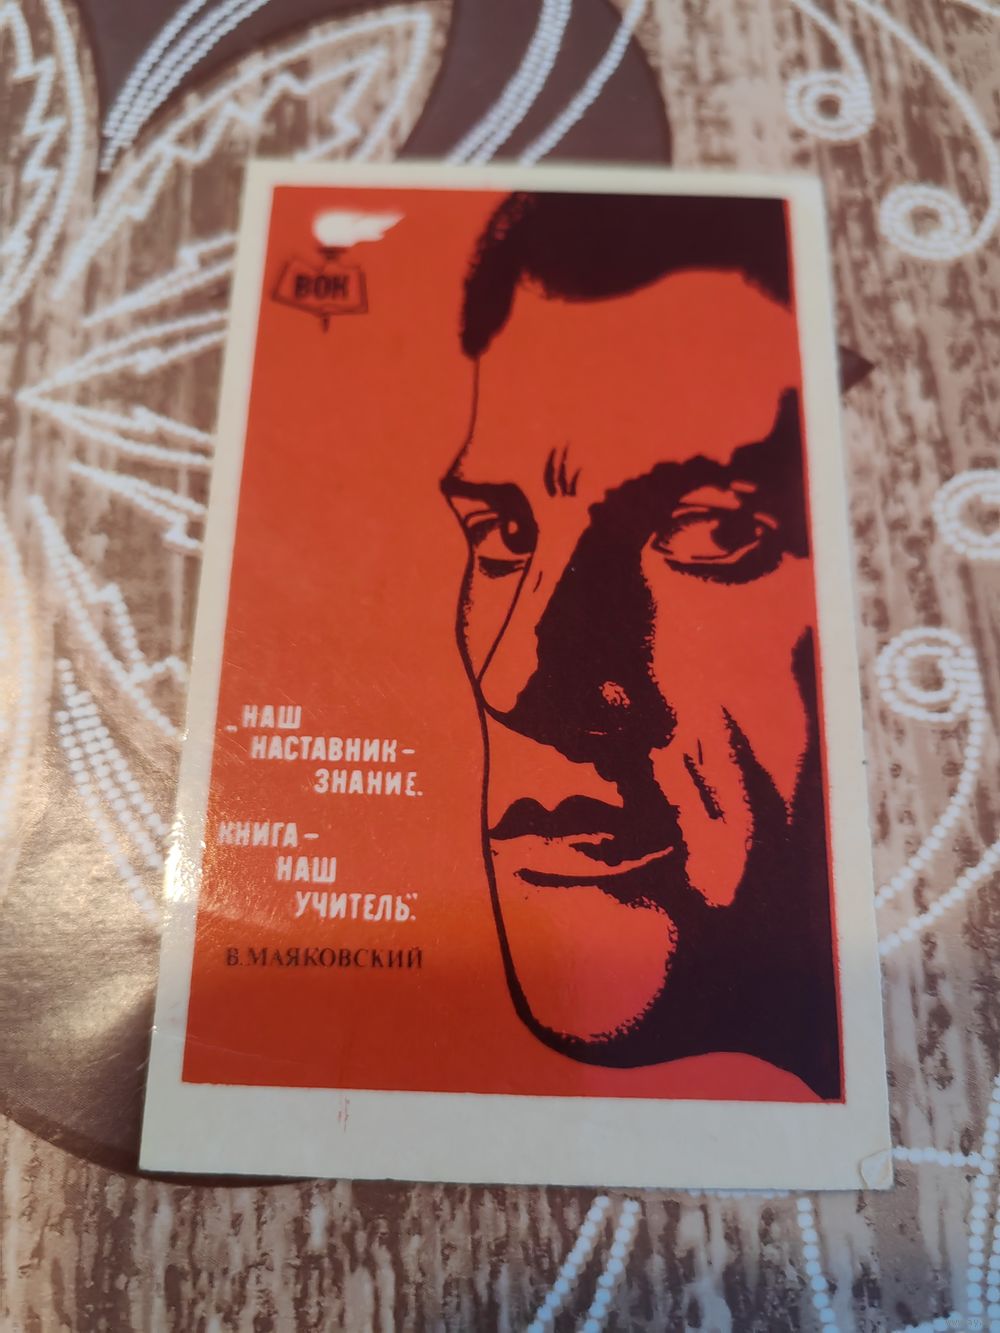 ВОК
„НАШ
НАСТАВНИК-
ЗНАНИЕ.
КНИГА-
НАШ
УЧИТЕЛЬ."
В. МАЯКОВСКИЙ